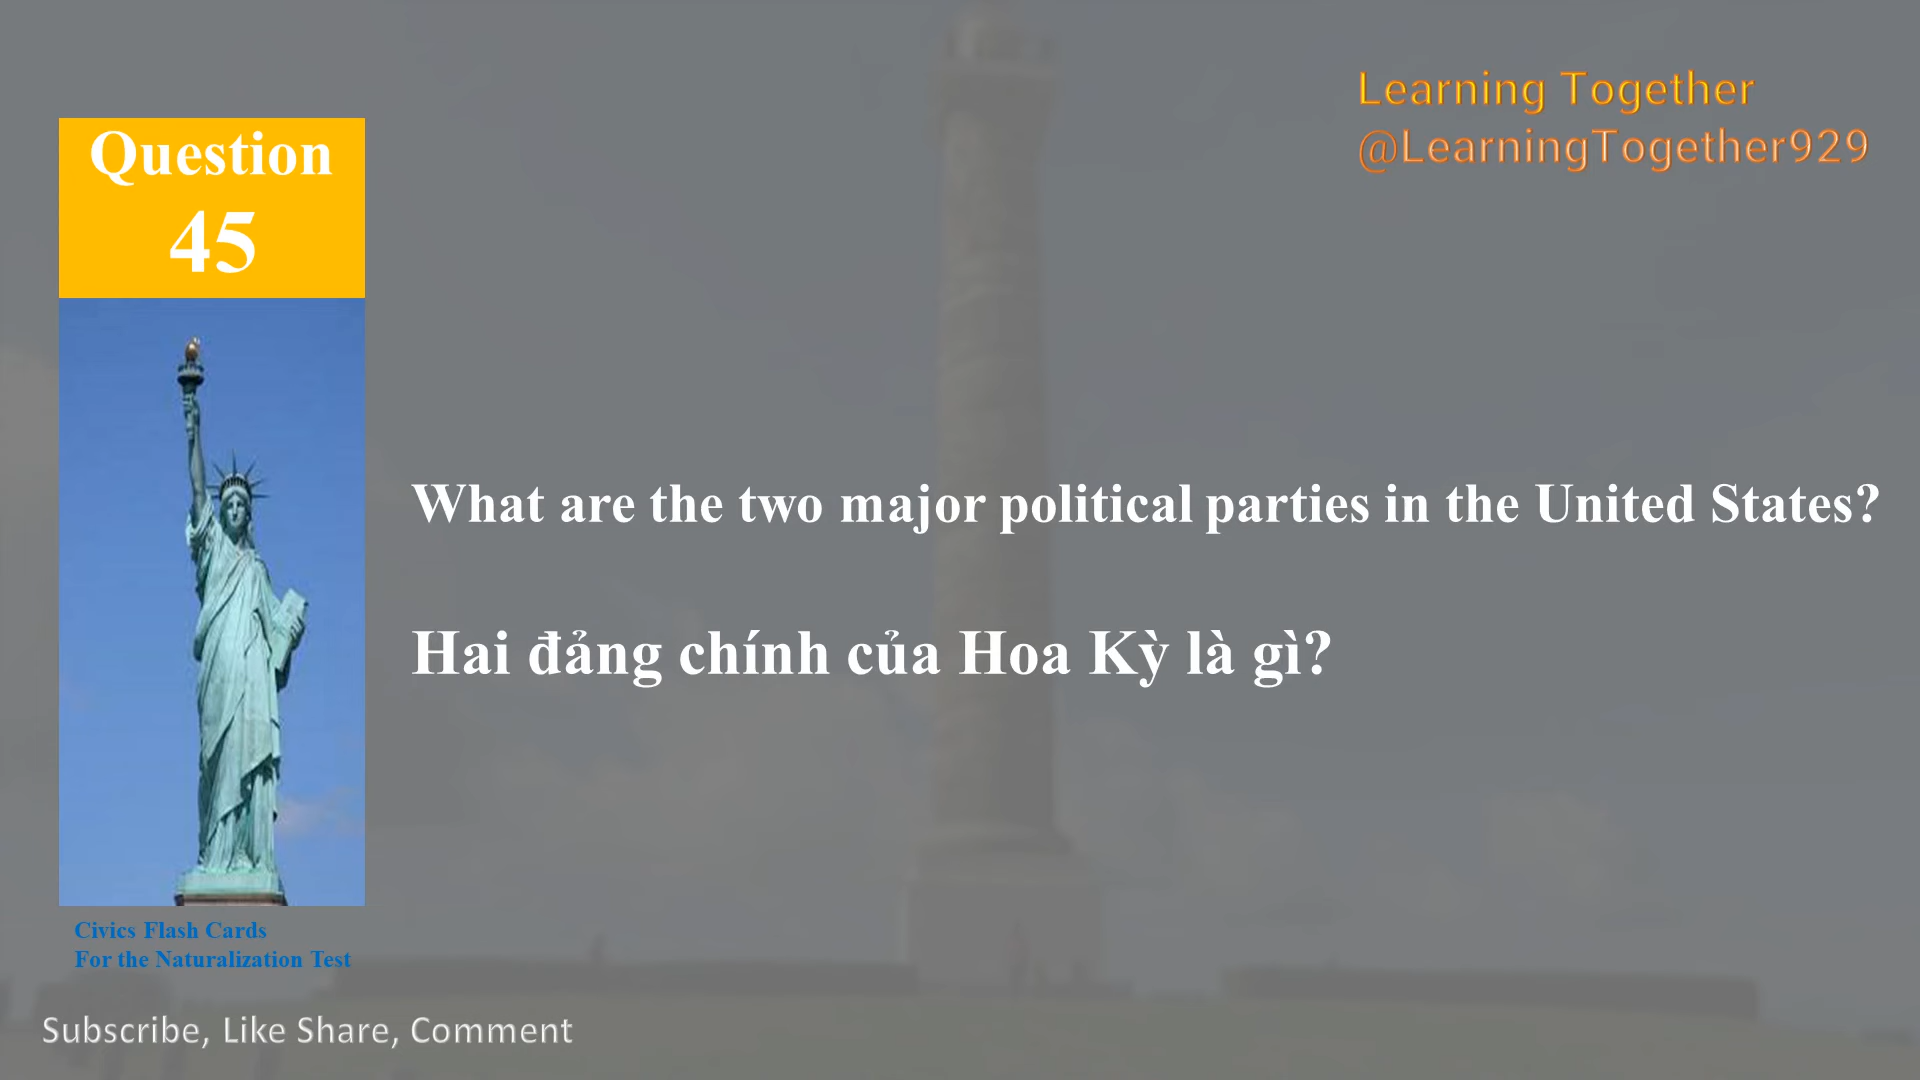 Learning Together
@LearningTogether929
Question
45
What are the two major political parties in the United States?
Hai đảng chính của Hoa Kỳ là gì?
Civics Flash Cards
For the Naturalization Test
Subscribe, Like Share, Comment